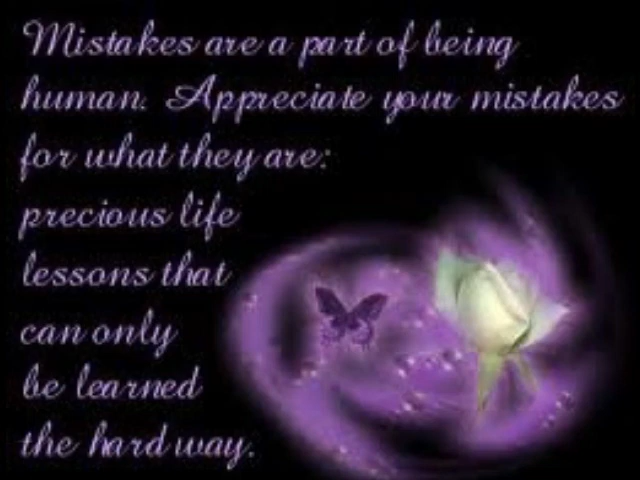 Mistakes are a part of being
human. Appreciate your mistakes
for what they are:
precious life
lessons that
can only
be learned
the hard way.